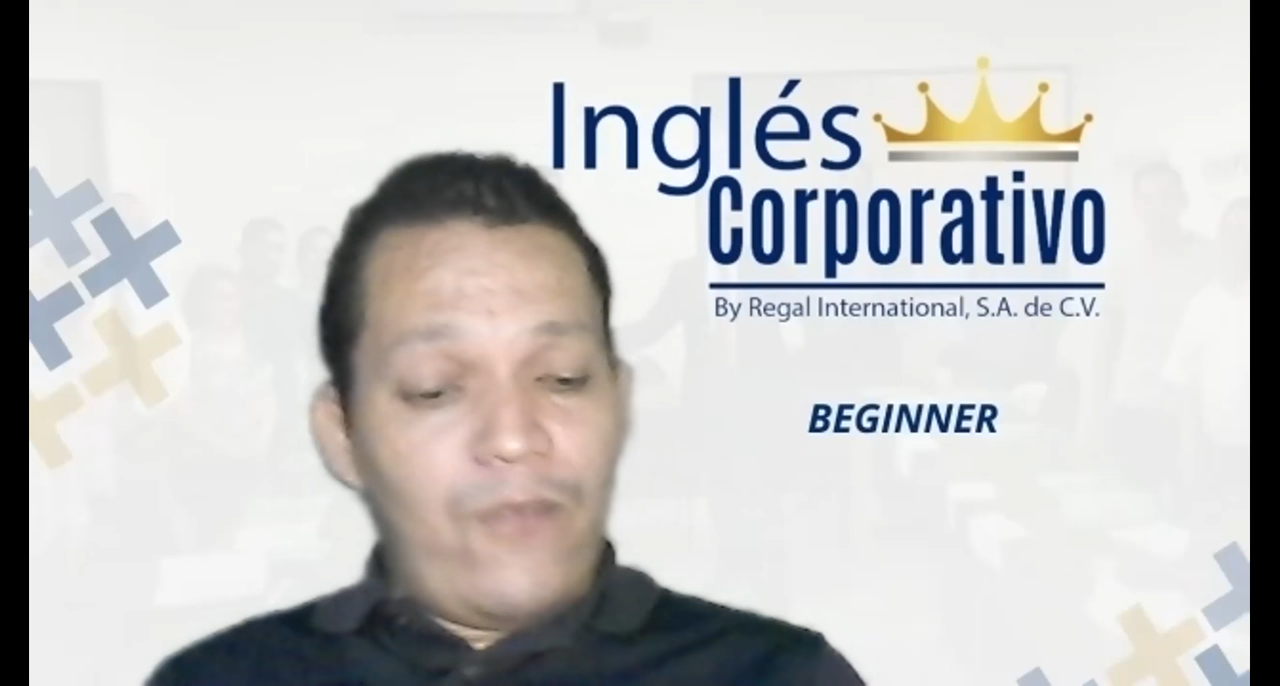 Inglés
Corporativo
By Regal International, S.A. de C.V.
BEGINNER